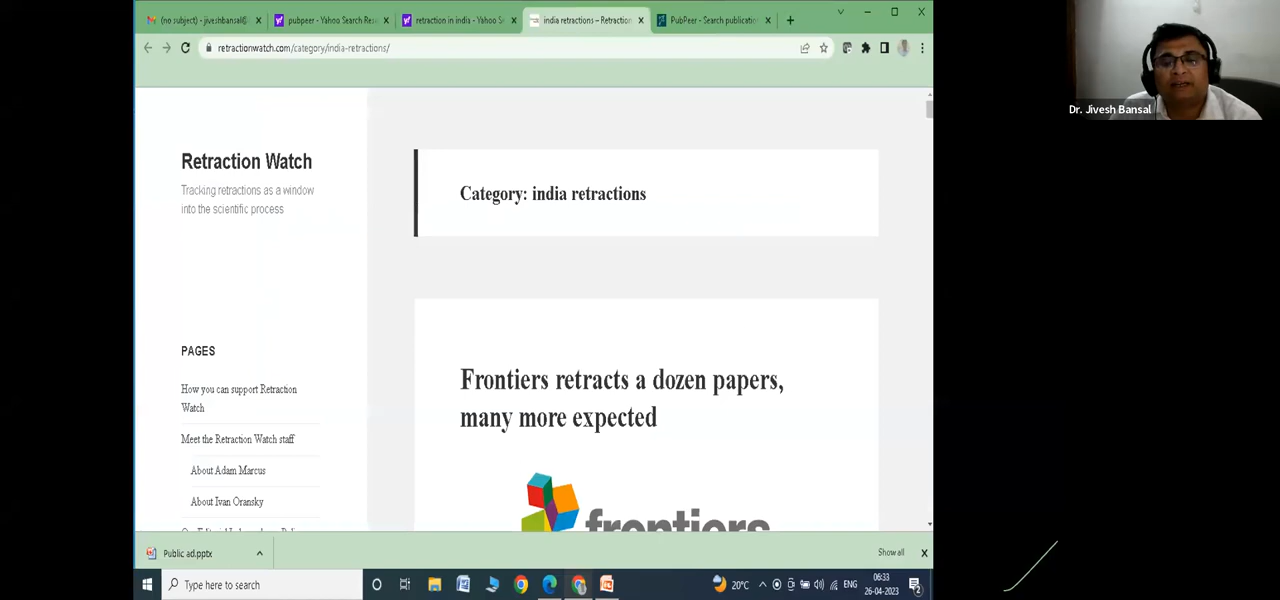 (no subject) - jiveshbansal@
pubpeer - Yahoo Search Res
retraction in india - Yahoo S
india retractions – Retraction
PubPeer - Search publication
retractionwatch.com/category/india-retractions/
Dr. Jivesh Bansal
Retraction Watch
Tracking retractions as a window
into the scientific process
Category: india retractions
PAGES
Frontiers retracts a dozen papers,
many more expected
How you can support Retraction
Watch
Meet the Retraction Watch staff
About Adam Marcus
About Ivan Oransky
frontiers
Public ad.pptx
Show all
Type here to search
20°C
ENG
06:33
26-04-2023
2